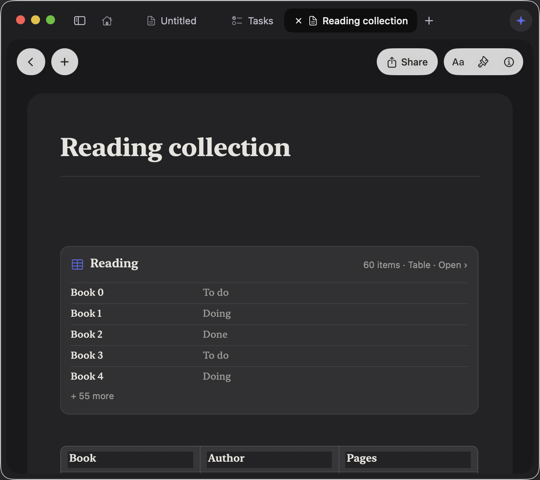 Untitled
Tasks
Reading collection
Share
Aa
Reading collection
Reading
60 items · Table · Open ›
Book 0 To do
Book 1 Doing
Book 2 Done
Book 3 To do
Book 4 Doing
+ 55 more
Book Author Pages